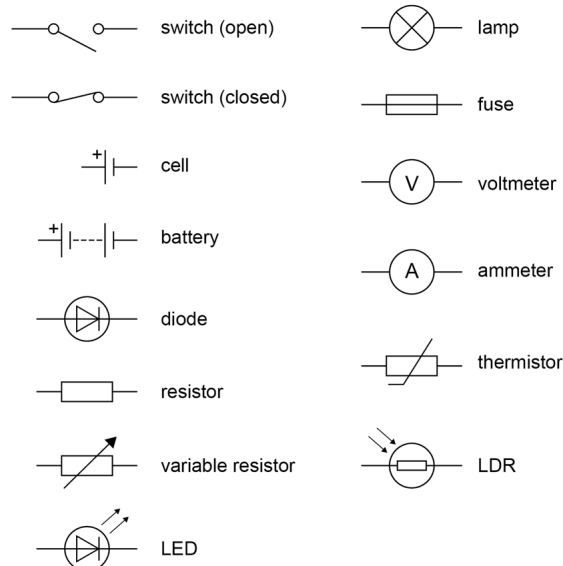 switch (open)
switch (closed)
+
cell
+
battery
diode
resistor
variable resistor
LED
lamp
fuse
V
voltmeter
A
ammeter
thermistor
LDR